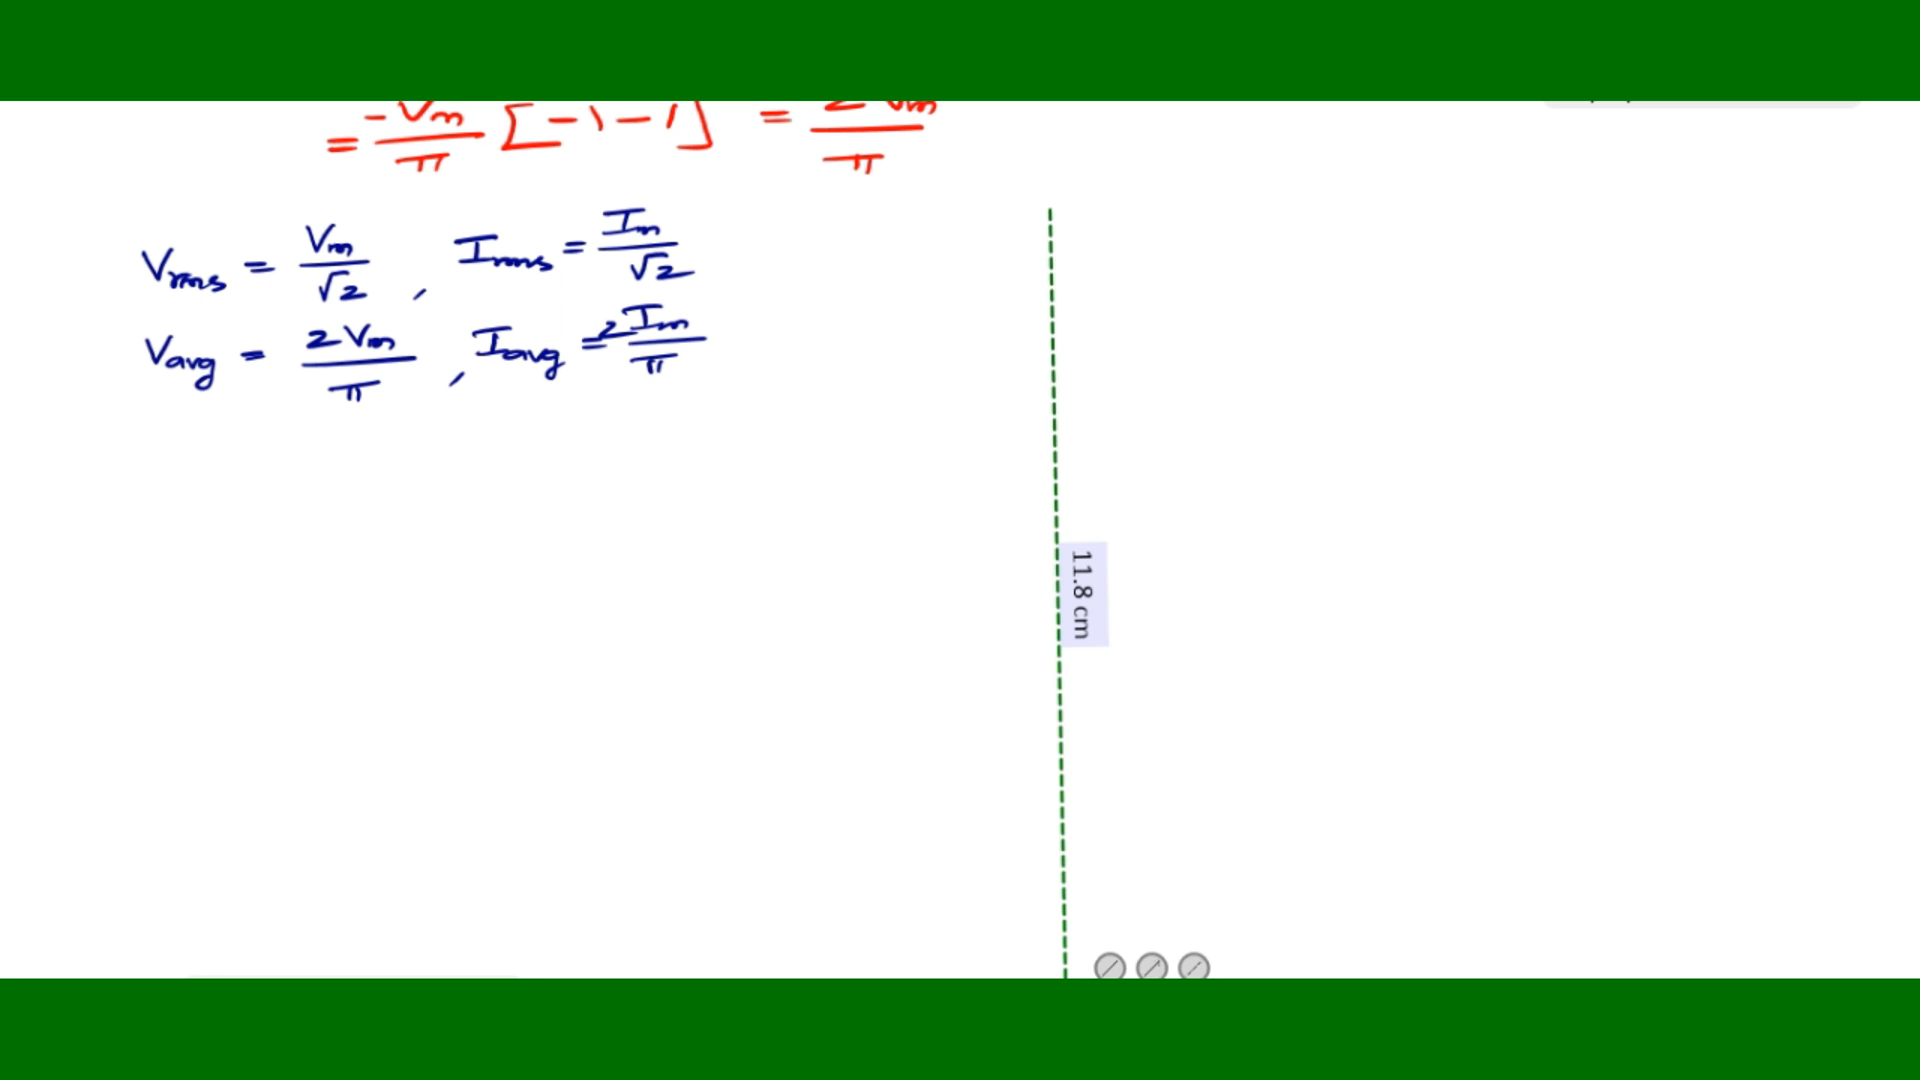 = -Vm/π [-1-1] = 2Vm/π
Vrms = Vm/√2 , Irms = Im/√2
Vavg = 2Vm/π , Iavg = 2Im/π
11.8 cm